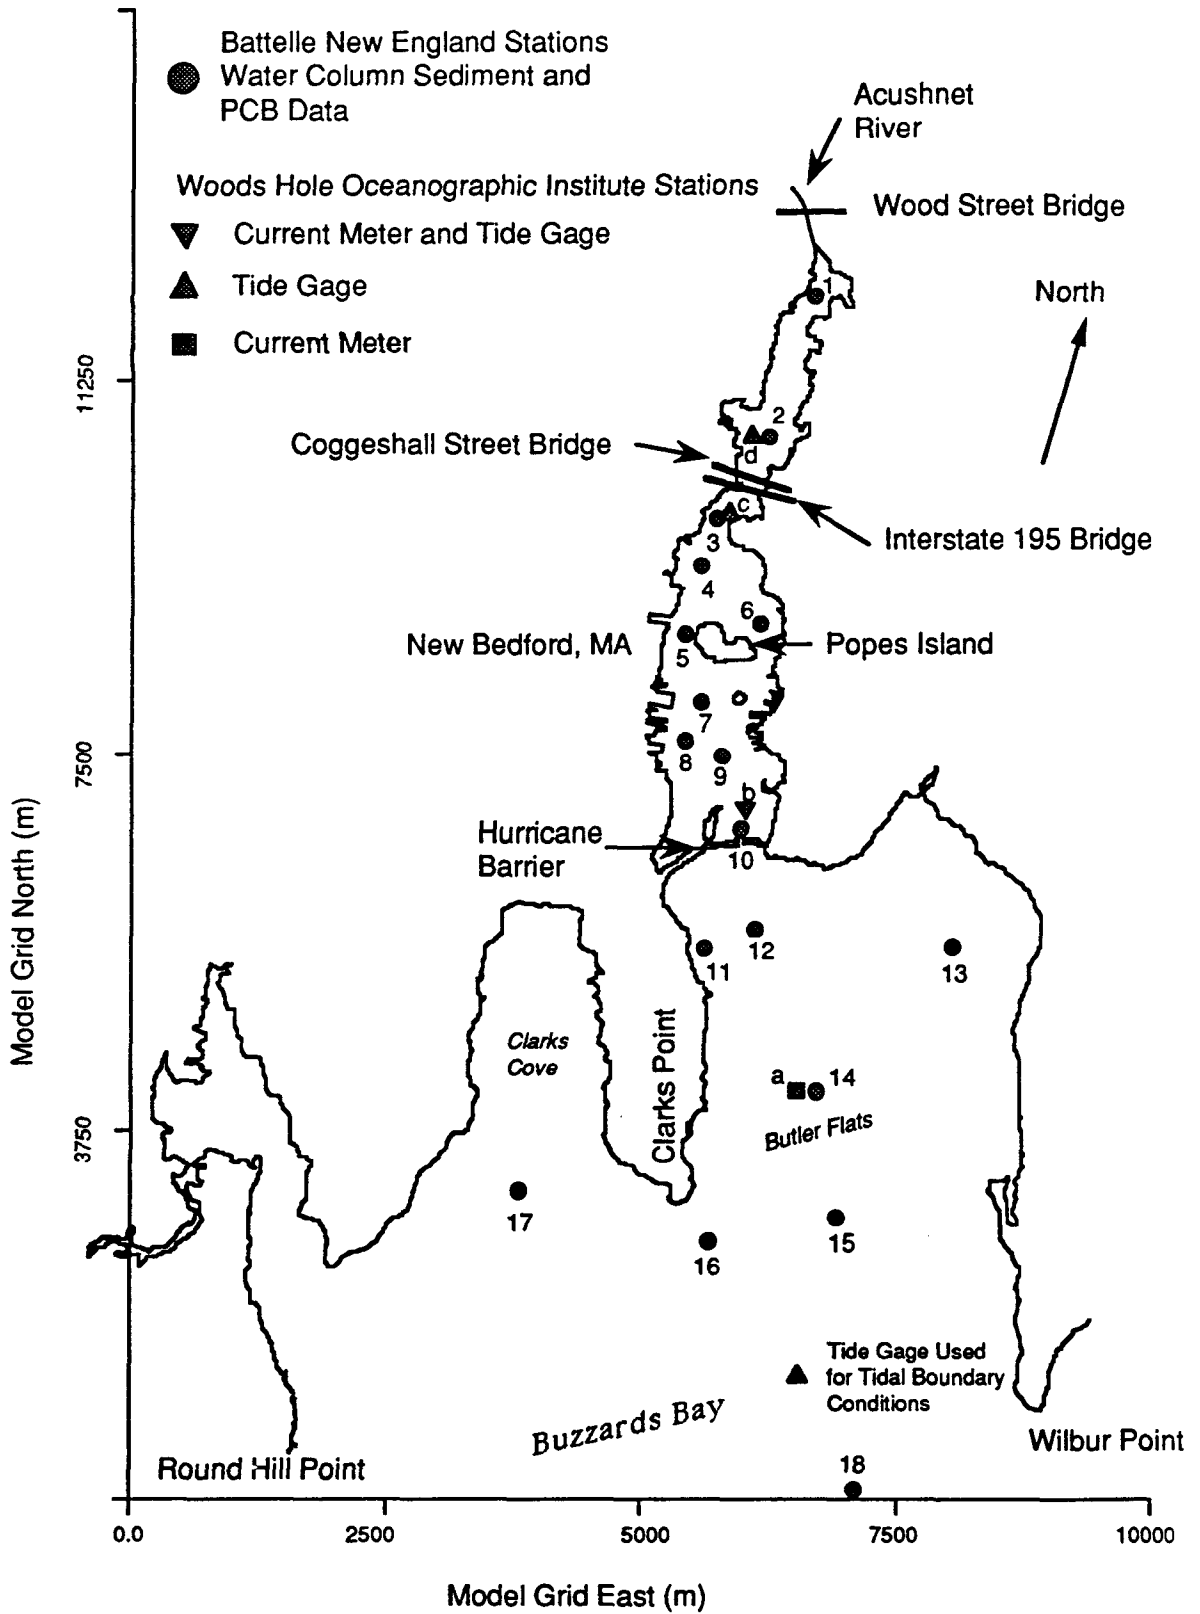 Battelle New England Stations
Water Column Sediment and
PCB Data
Acushnet
River
Woods Hole Oceanographic Institute Stations
Wood Street Bridge
Current Meter and Tide Gage
Tide Gage
Current Meter
North
1
11250
2
d
Coggeshall Street Bridge
c
Interstate 195 Bridge
3
4
6
New Bedford, MA
Popes Island
5
7
7500
8
9
b
Hurricane
Barrier
10
12
11
13
Model Grid North (m)
Clarks
Cove
Clarks Point
a
14
Butler Flats
3750
17
15
16
Tide Gage Used
for Tidal Boundary
Conditions
Buzzards Bay
Wilbur Point
Round Hill Point
18
0.0
2500
5000
7500
10000
Model Grid East (m)